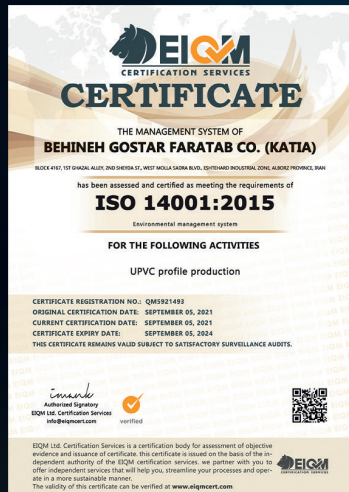 EIQM
CERTIFICATION SERVICES
CERTIFICATE
THE MANAGEMENT SYSTEM OF
BEHINEH GOSTAR FARATAB CO. (KATIA)
BLOCK 4167, 1ST GHAZAL ALLEY, 2ND SHEYDA ST., WEST MOLLA SADRA BLVD., ESHTEHARD INDUSTRIAL ZONE, ALBORZ PROVINCE, IRAN
has been assessed and certified as meeting the requirements of
ISO 14001:2015
Environmental management system
FOR THE FOLLOWING ACTIVITIES
UPVC profile production
CERTIFICATE REGISTRATION NO.: QM5921493
ORIGINAL CERTIFICATION DATE: SEPTEMBER 05, 2021
CURRENT CERTIFICATION DATE: SEPTEMBER 05, 2021
CERTIFICATE EXPIRY DATE: SEPTEMBER 05, 2024
THIS CERTIFICATE REMAINS VALID SUBJECT TO SATISFACTORY SURVEILLANCE AUDITS.
Authorized Signatory
EIQM Ltd. Certification Services
info@eiqmcert.com
verified
EIQM Ltd. Certification Services is a certification body for assessment of objective
evidence and issuance of certificate. this certificate is issued on the basis of the in-
dependent authority of the EIQM certification services. we partner with you to
offer independent services that will help you, streamline your processes and oper-
ate in a more sustainable manner.
The validity of this certificate can be verified at www.eiqmcert.com
EIQM
CERTIFICATION SERVICES